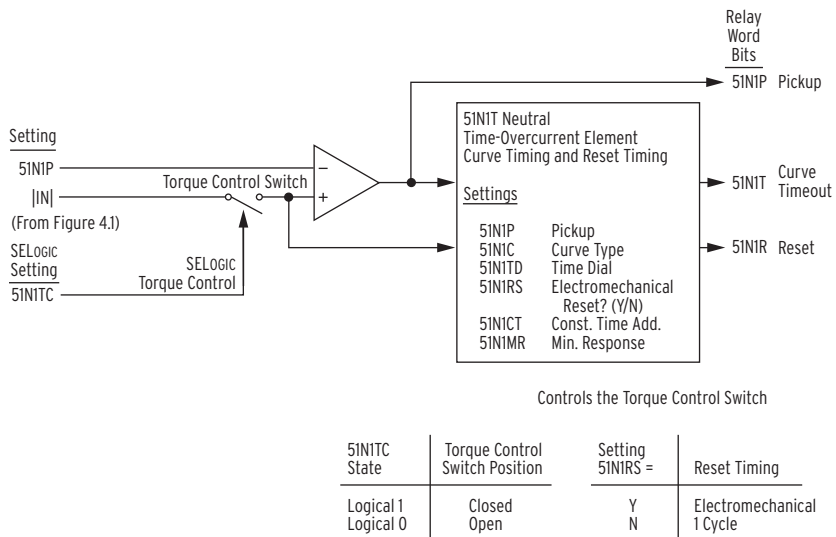 Relay
Word
Bits
51N1P Pickup
Setting
51N1P
|IN|
(From Figure 4.1)
Torque Control Switch
−
+
SELOGIC
Setting
51N1TC
SELOGIC
Torque Control
51N1T Neutral
Time-Overcurrent Element
Curve Timing and Reset Timing
Settings
51N1P Pickup
51N1C Curve Type
51N1TD Time Dial
51N1RS Electromechanical
Reset? (Y/N)
51N1CT Const. Time Add.
51N1MR Min. Response
51N1T Curve
Timeout
51N1R Reset
Controls the Torque Control Switch
51N1TC
State
Torque Control
Switch Position
Logical 1 Closed
Logical 0 Open
Setting
51N1RS = Reset Timing
Y Electromechanical
N 1 Cycle